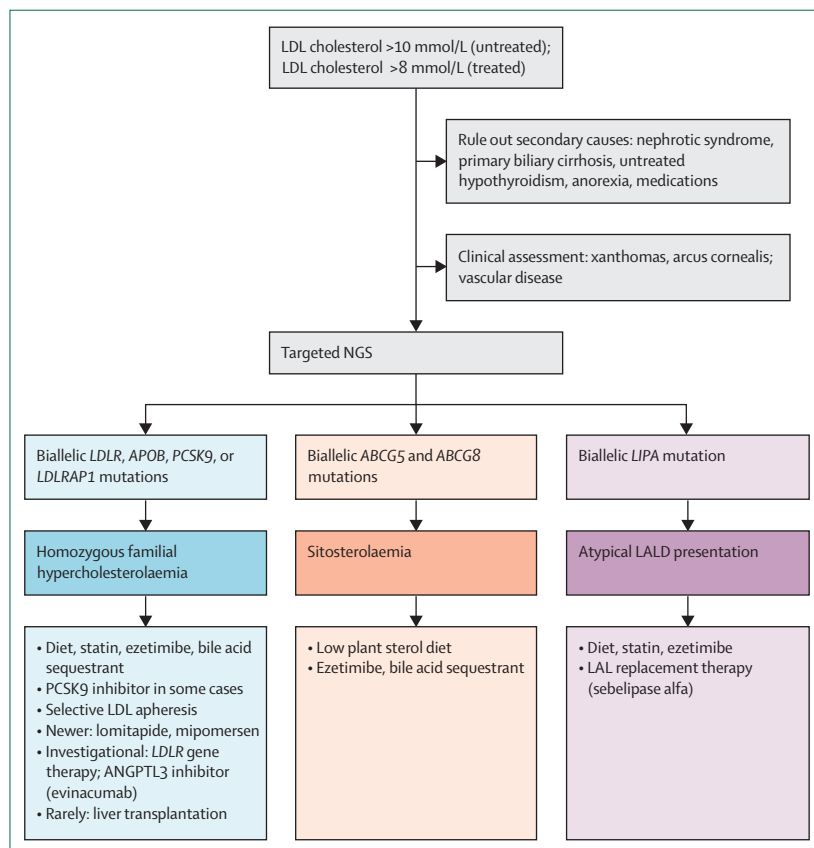 LDL cholesterol >10 mmol/L (untreated);
LDL cholesterol >8 mmol/L (treated)
Rule out secondary causes: nephrotic syndrome,
primary biliary cirrhosis, untreated
hypothyroidism, anorexia, medications
Clinical assessment: xanthomas, arcus cornealis;
vascular disease
Targeted NGS
Biallelic LDLR, APOB, PCSK9, or
LDLRAP1 mutations
Biallelic ABCG5 and ABCG8
mutations
Biallelic LIPA mutation
Homozygous familial
hypercholesterolaemia
Sitosterolaemia
Atypical LALD presentation
• Diet, statin, ezetimibe, bile acid
sequestrant
• PCSK9 inhibitor in some cases
• Selective LDL apheresis
• Newer: lomitapide, mipomersen
• Investigational: LDLR gene
therapy; ANGPTL3 inhibitor
(evinacumab)
• Rarely: liver transplantation
• Low plant sterol diet
• Ezetimibe, bile acid sequestrant
• Diet, statin, ezetimibe
• LAL replacement therapy
(sebelipase alfa)